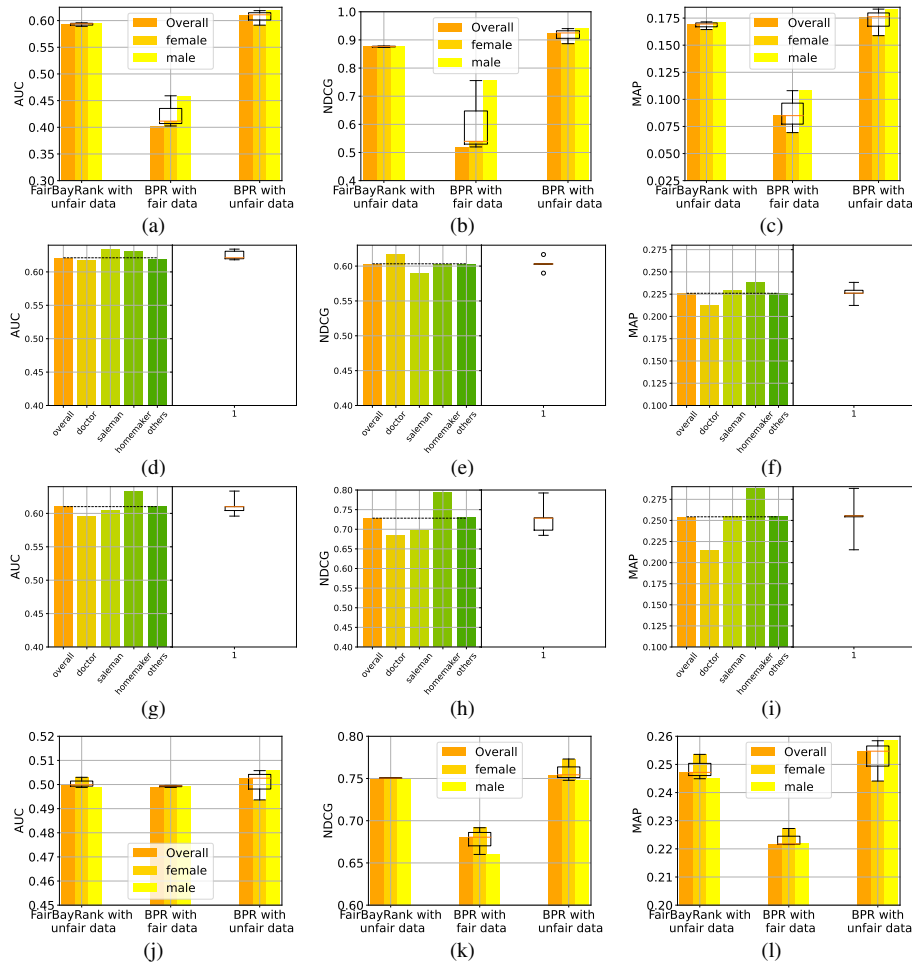 0.60
0.55
0.50
0.45
0.40
0.35
0.30
AUC
Overall
female
male
FairBayRank with
unfair data
BPR with
fair data
BPR with
unfair data
(a)
1.0
0.9
0.8
0.7
0.6
0.5
0.4
NDCG
Overall
female
male
FairBayRank with
unfair data
BPR with
fair data
BPR with
unfair data
(b)
0.175
0.150
0.125
0.100
0.075
0.050
0.025
MAP
Overall
female
male
FairBayRank with
unfair data
BPR with
fair data
BPR with
unfair data
(c)
0.60
0.55
0.50
0.45
0.40
AUC
overall
doctor
saleman
homemaker
others
1
(d)
0.60
0.55
0.50
0.45
0.40
NDCG
overall
doctor
saleman
homemaker
others
1
(e)
0.275
0.250
0.225
0.200
0.175
0.150
0.125
0.100
MAP
overall
doctor
saleman
homemaker
others
1
(f)
0.60
0.55
0.50
0.45
0.40
AUC
overall
doctor
saleman
homemaker
others
1
(g)
0.80
0.75
0.70
0.65
0.60
0.55
0.50
0.45
0.40
NDCG
overall
doctor
saleman
homemaker
others
1
(h)
0.275
0.250
0.225
0.200
0.175
0.150
0.125
0.100
MAP
overall
doctor
saleman
homemaker
others
1
(i)
0.52
0.51
0.50
0.49
0.48
0.47
0.46
0.45
AUC
Overall
female
male
FairBayRank with
unfair data
BPR with
fair data
BPR with
unfair data
(j)
0.80
0.75
0.70
0.65
0.60
NDCG
Overall
female
male
FairBayRank with
unfair data
BPR with
fair data
BPR with
unfair data
(k)
0.26
0.25
0.24
0.23
0.22
0.21
0.20
MAP
Overall
female
male
FairBayRank with
unfair data
BPR with
fair data
BPR with
unfair data
(l)